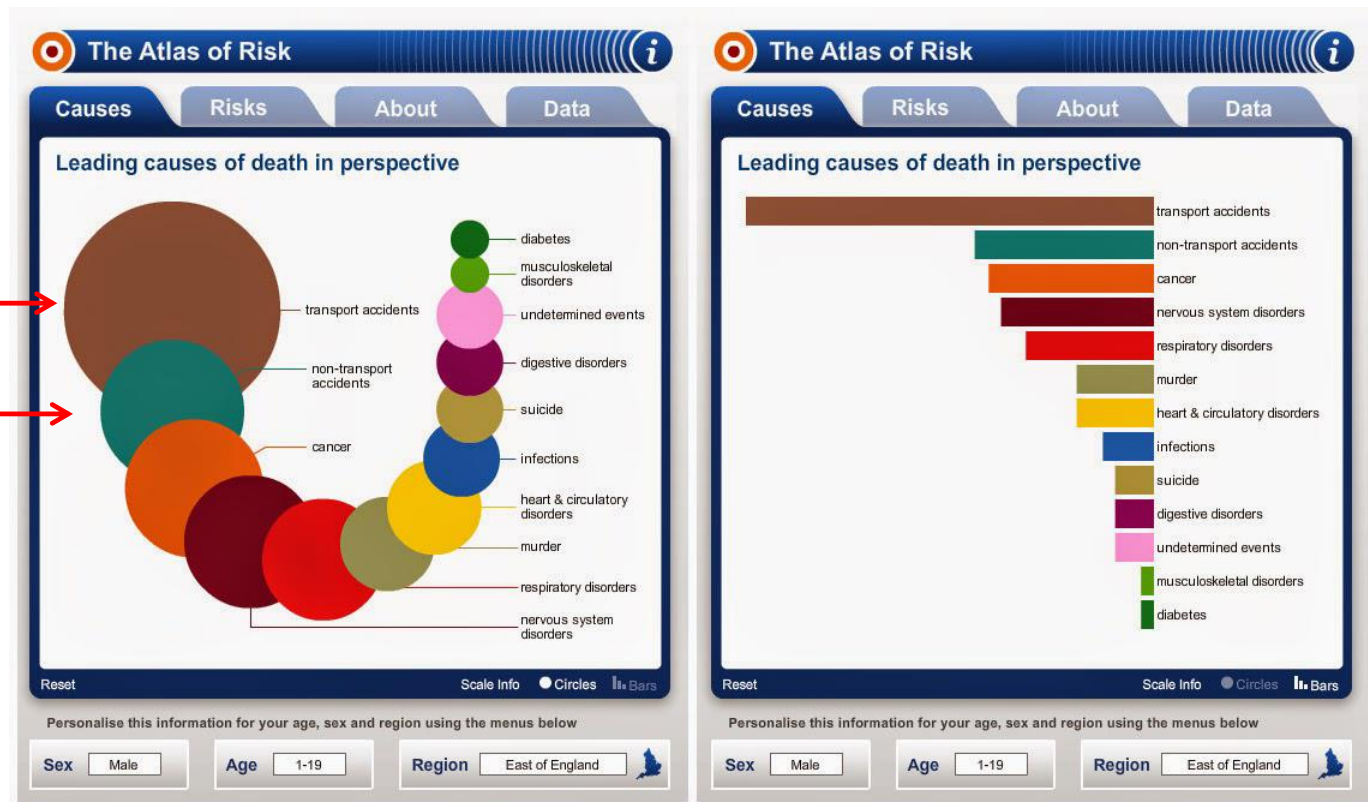 The Atlas of Risk
i
Causes
Risks
About
Data
Leading causes of death in perspective
diabetes
musculoskeletal
disorders
undetermined events
transport accidents
digestive disorders
non-transport
accidents
suicide
cancer
infections
heart & circulatory
disorders
murder
respiratory disorders
nervous system
disorders
Reset
Scale Info
Circles
Bars
Personalise this information for your age, sex and region using the menus below
Sex
Male
Age
1-19
Region
East of England
The Atlas of Risk
i
Causes
Risks
About
Data
Leading causes of death in perspective
transport accidents
non-transport accidents
cancer
nervous system disorders
respiratory disorders
murder
heart & circulatory disorders
infections
suicide
digestive disorders
undetermined events
musculoskeletal disorders
diabetes
Reset
Scale Info
Circles
Bars
Personalise this information for your age, sex and region using the menus below
Sex
Male
Age
1-19
Region
East of England